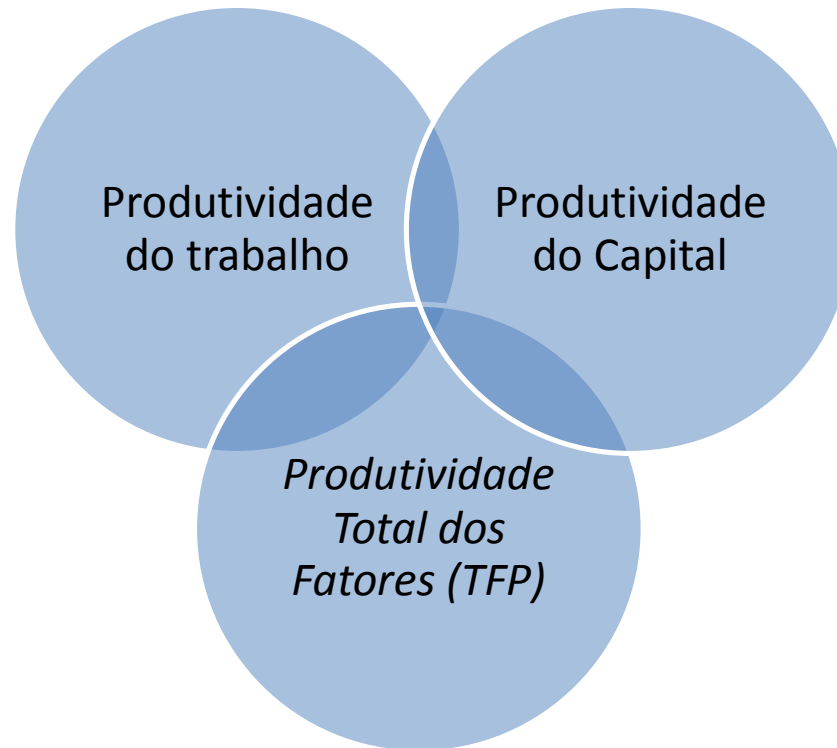 Produtividade
do trabalho
Produtividade
do Capital
Produtividade
Total dos
Fatores (TFP)